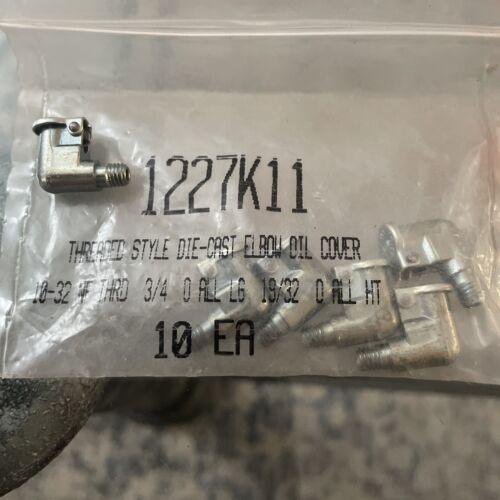 1227K11
THREADED STYLE DIE-CAST ELBOW OIL COVER
10-32 NF THRD 3/4 O ALL LG 19/32 O ALL HT
10 EA